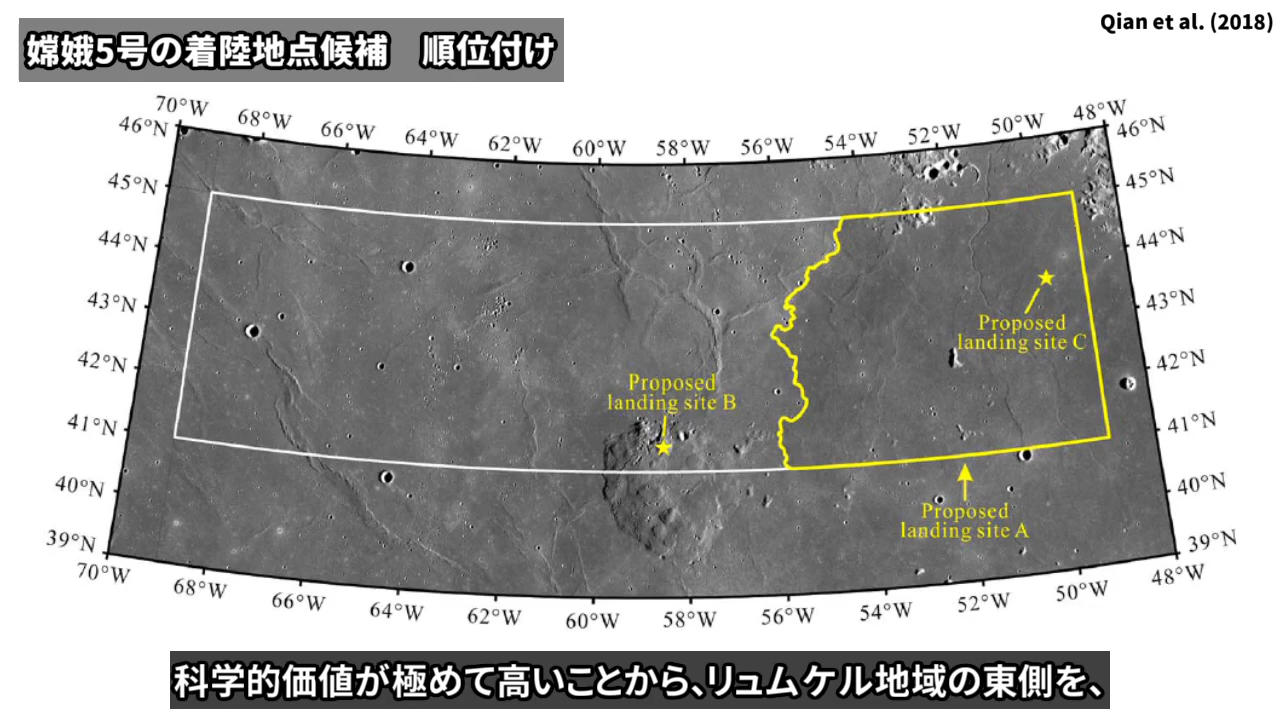 Qian et al. (2018)
嫦娥5号の着陸地点候補　順位付け
70°W 68°W 66°W 64°W 62°W 60°W 58°W 56°W 54°W 52°W 50°W 48°W
46°N 46°N
45°N 45°N
44°N 44°N
43°N 43°N
Proposed
landing site C
42°N 42°N
Proposed
landing site B
41°N 41°N
40°N 40°N
Proposed
landing site A
39°N 39°N
70°W 68°W 66°W 64°W 62°W 60°W 58°W 56°W 54°W 52°W 50°W 48°W
科学的価値が極めて高いことから、リュムケル地域の東側を、